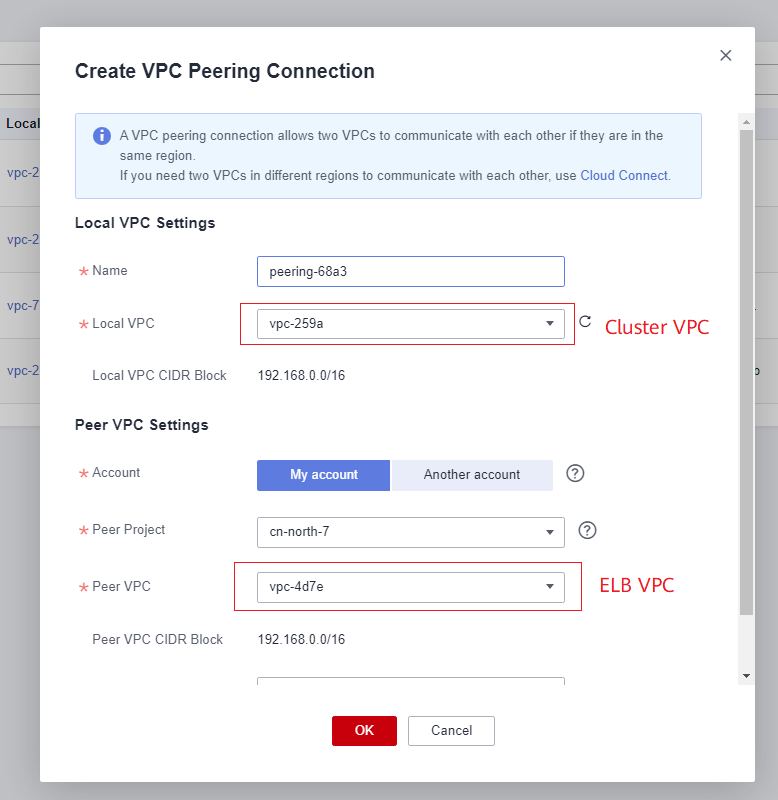 Create VPC Peering Connection
Local
A VPC peering connection allows two VPCs to communicate with each other if they are in the
same region.
If you need two VPCs in different regions to communicate with each other, use Cloud Connect.
vpc-2
Local VPC Settings
vpc-2
* Name
peering-68a3
vpc-7
* Local VPC
vpc-259a
Cluster VPC
vpc-2
Local VPC CIDR Block
192.168.0.0/16
Peer VPC Settings
* Account
My account
Another account
?
* Peer Project
cn-north-7
?
* Peer VPC
vpc-4d7e
ELB VPC
Peer VPC CIDR Block
192.168.0.0/16
OK
Cancel